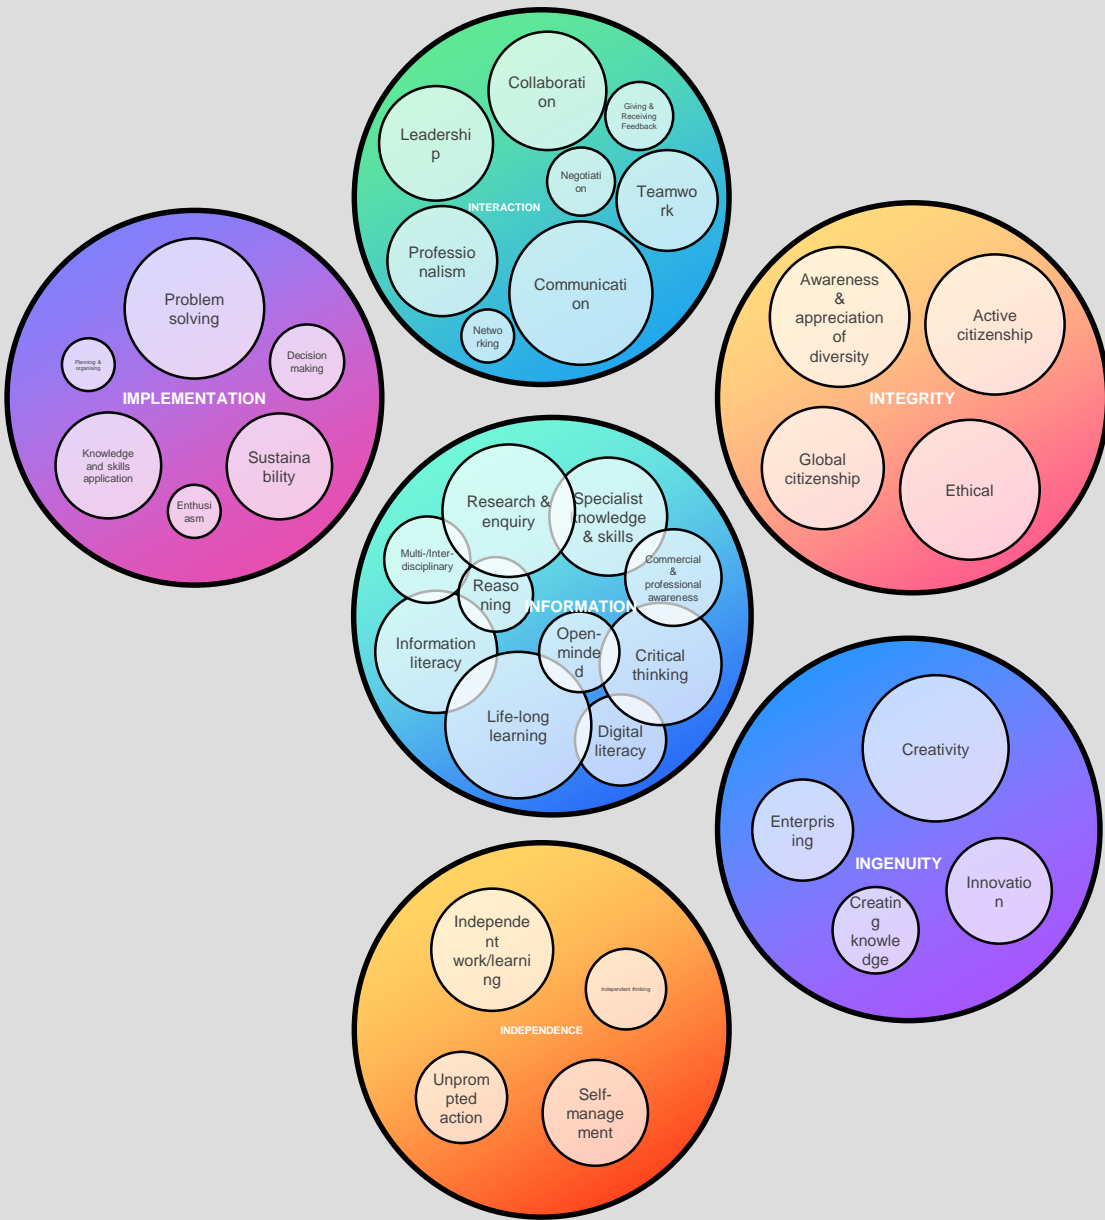 Collaborati
on
Giving &
Receiving
Feedback
Leadershi
p
Negotiati
on
Teamwo
rk
INTERACTION
Professio
nalism
Communicati
on
Netwo
rking
Problem
solving
Planning &
organising
Decision
making
IMPLEMENTATION
Knowledge
and skills
application
Sustaina
bility
Enthusi
asm
Awareness
&
appreciation
of
diversity
Active
citizenship
INTEGRITY
Global
citizenship
Ethical
Research &
enquiry
Specialist
knowledge
& skills
Multi-/Inter-
disciplinary
Reaso
ning
Commercial
&
professional
awareness
INFORMATION
Information
literacy
Open-
minde
d
Critical
thinking
Life-long
learning
Digital
literacy
Creativity
Enterpris
ing
INGENUITY
Innovatio
n
Creatin
g
knowle
dge
Independe
nt
work/learni
ng
Independent thinking
INDEPENDENCE
Unprom
pted
action
Self-
manage
ment